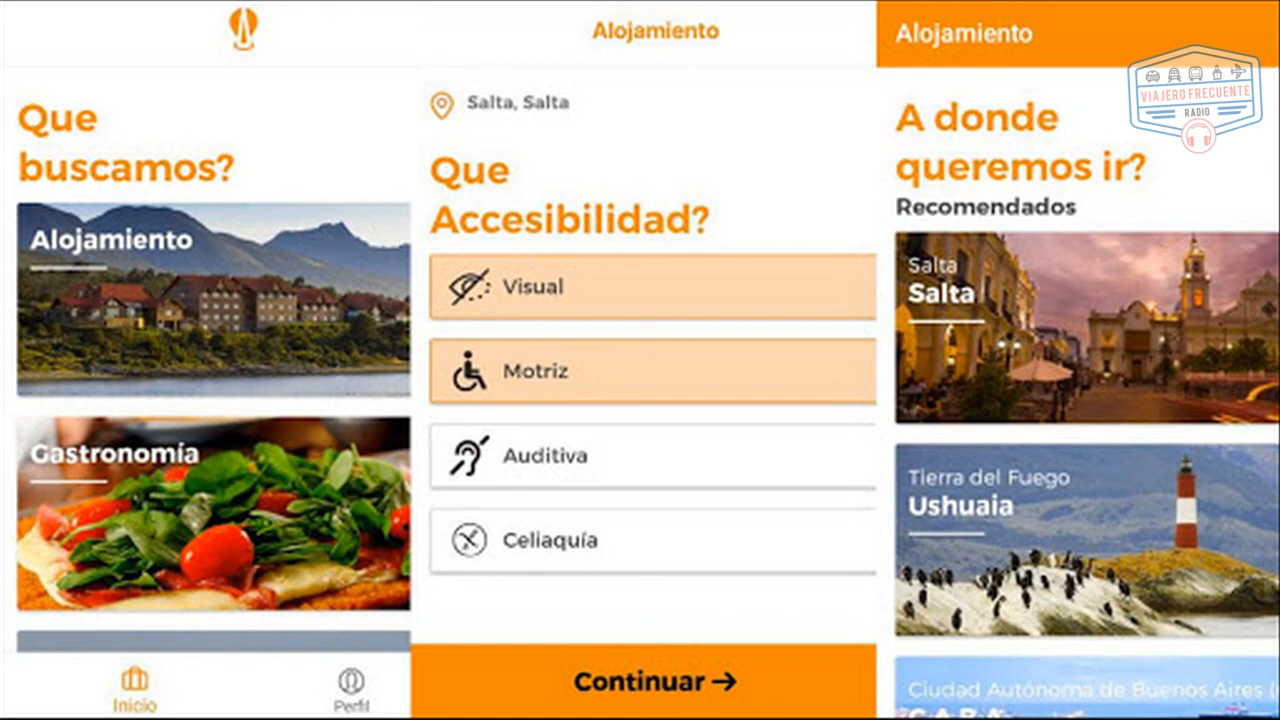 Que
buscamos?
Alojamiento
Gastronomía
Inicio
Perfil
Alojamiento
Salta, Salta
Que
Accesibilidad?
Visual
Motriz
Auditiva
Celiaquía
Continuar →
Alojamiento
VIAJERO FRECUENTE
RADIO
A donde
queremos ir?
Recomendados
Salta
Salta
Tierra del Fuego
Ushuaia
Ciudad Autónoma de Buenos Aires (
C.A.B.A.